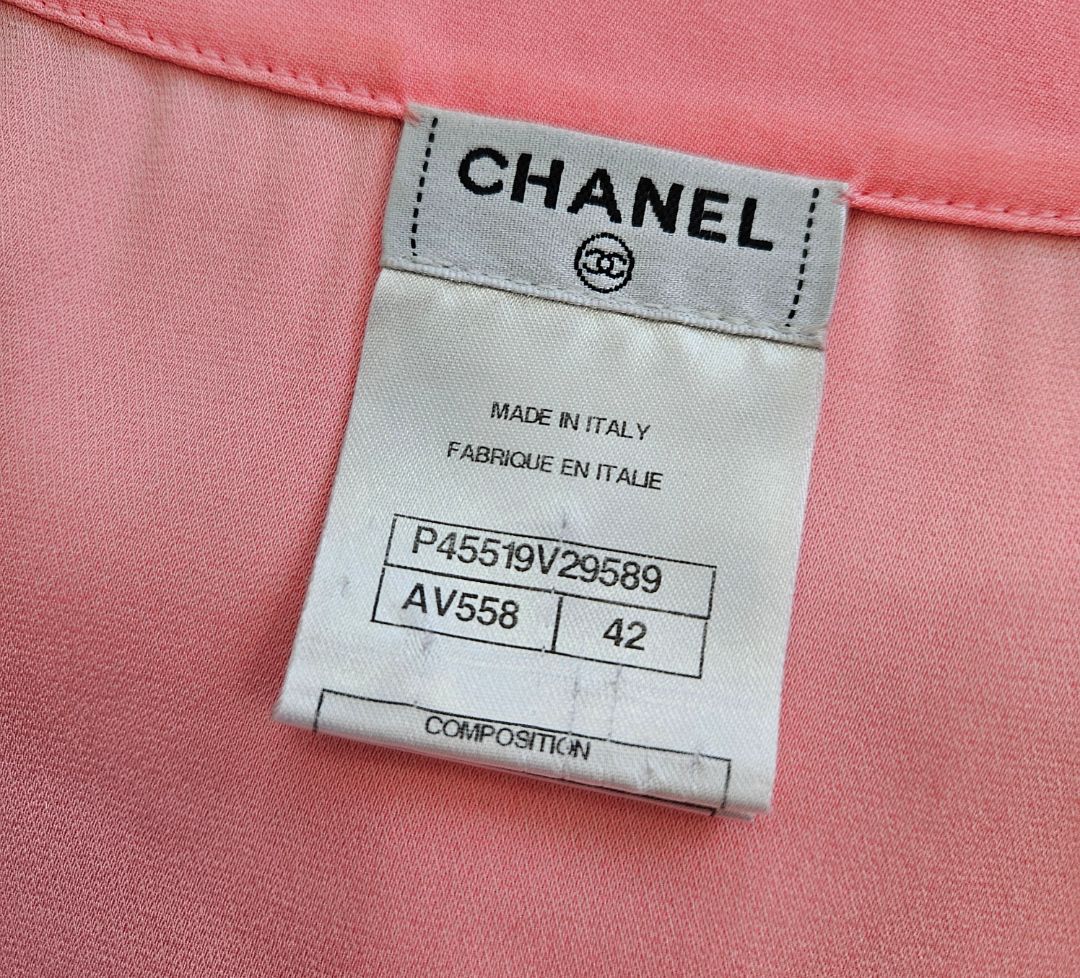 CHANEL
MADE IN ITALY
FABRIQUE EN ITALIE
P45519V29589
AV558 42
COMPOSITION